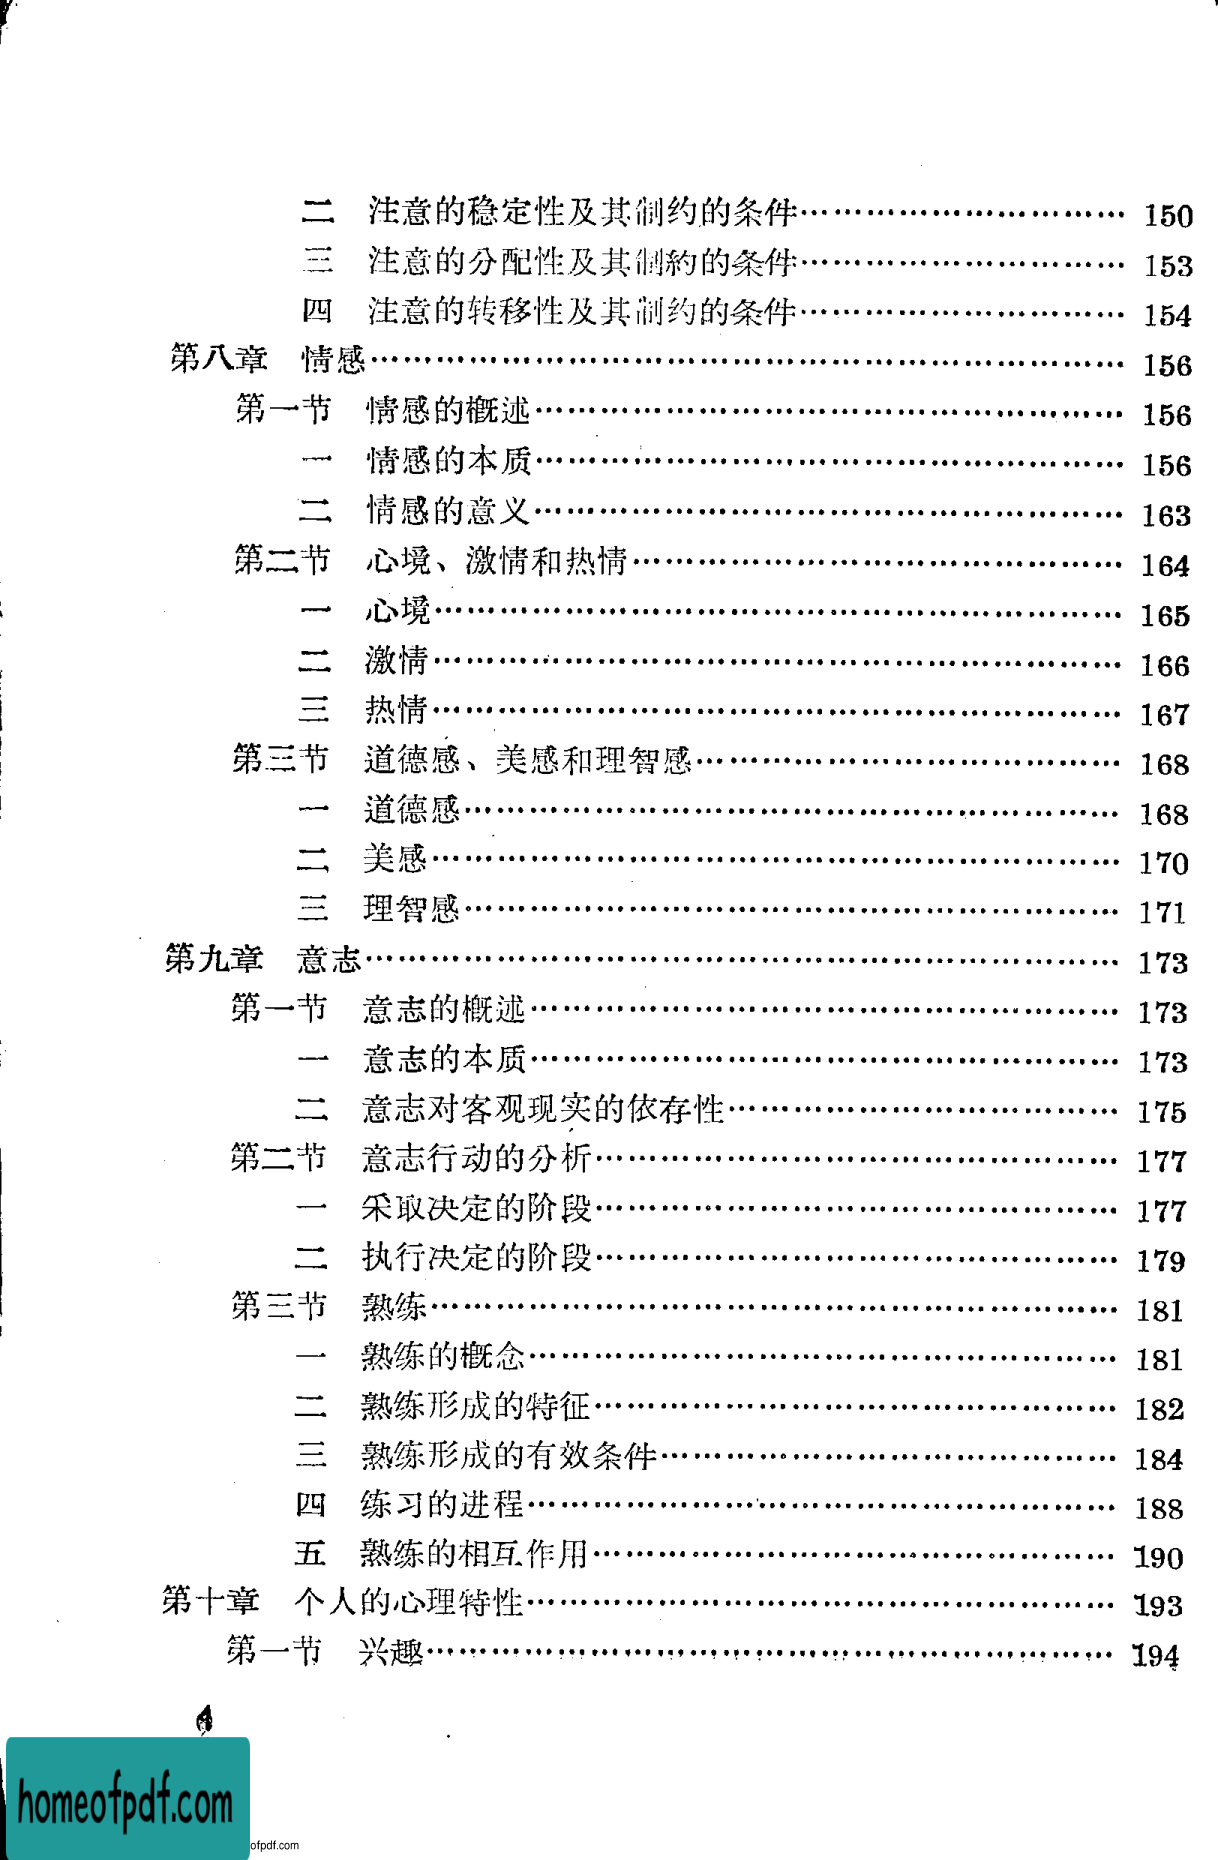 二 注意的稳定性及其制约的条件………………………… 150
三 注意的分配性及其制約的条件………………………… 153
四 注意的转移性及其制约的条件………………………… 154
第八章 情感…………………………………………………………… 156
第一节 情感的概述……………………………………………… 156
一 情感的本质……………………………………………… 156
二 情感的意义……………………………………………… 163
第二节 心境、激情和热情……………………………………… 164
一 心境……………………………………………………… 165
二 激情……………………………………………………… 166
三 热情……………………………………………………… 167
第三节 道德感、美感和理智感………………………………… 168
一 道德感…………………………………………………… 168
二 美感……………………………………………………… 170
三 理智感…………………………………………………… 171
第九章 意志…………………………………………………………… 173
第一节 意志的概述……………………………………………… 173
一 意志的本质……………………………………………… 173
二 意志对客观现实的依存性……………………………… 175
第二节 意志行动的分析………………………………………… 177
一 采取决定的阶段………………………………………… 177
二 执行决定的阶段………………………………………… 179
第三节 熟练……………………………………………………… 181
一 熟练的概念……………………………………………… 181
二 熟练形成的特征………………………………………… 182
三 熟练形成的有效条件…………………………………… 184
四 练习的进程……………………………………………… 188
五 熟练的相互作用………………………………………… 190
第十章 个人的心理特性……………………………………………… 193
第一节 兴趣……………………………………………………… 194
homeofpdf.com
ofpdf.com